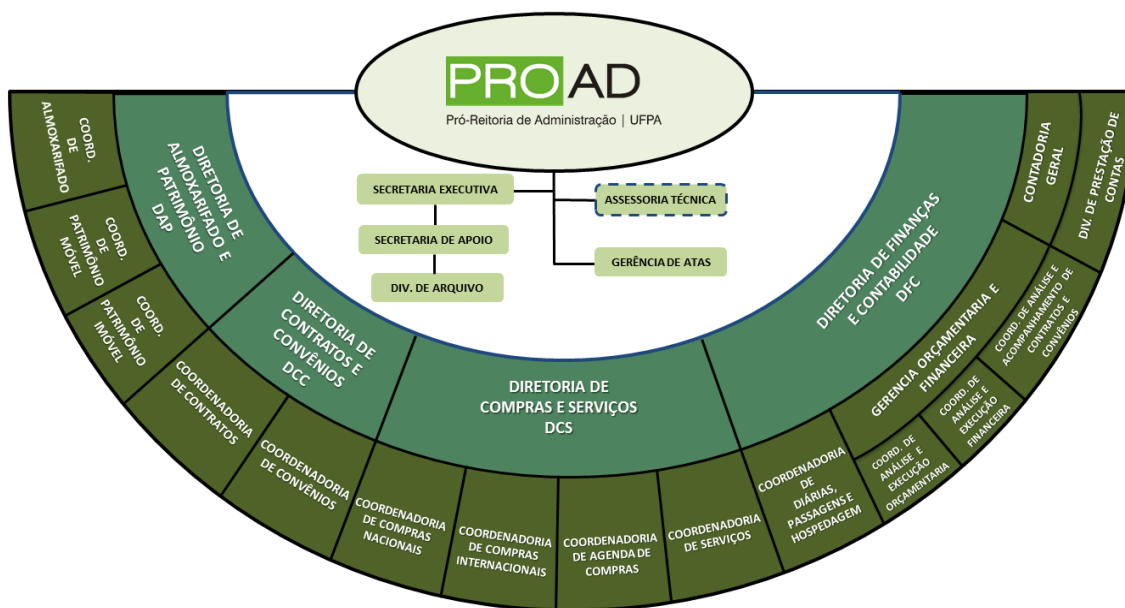 PROAD
Pró-Reitoria de Administração | UFPA
SECRETARIA EXECUTIVA
ASSESSORIA TÉCNICA
SECRETARIA DE APOIO
GERÊNCIA DE ATAS
DIV. DE ARQUIVO
DIRETORIA DE
ALMOXARIFADO E
PATRIMÔNIO
DAP
COORD.
DE
ALMOXARIFADO
COORD.
DE
PATRIMÔNIO
MÓVEL
COORD.
DE
PATRIMÔNIO
IMÓVEL
DIRETORIA DE
CONTRATOS E
CONVÊNIOS
DCC
COORDENADORIA
DE CONTRATOS
COORDENADORIA
DE CONVÊNIOS
DIRETORIA DE
COMPRAS E SERVIÇOS
DCS
COORDENADORIA
DE COMPRAS
NACIONAIS
COORDENADORIA
DE COMPRAS
INTERNACIONAIS
COORDENADORIA
DE AGENDA DE
COMPRAS
COORDENADORIA
DE SERVIÇOS
DIRETORIA DE FINANÇAS
E CONTABILIDADE
DFC
COORDENADORIA
DE
DIÁRIAS,
PASSAGENS E
HOSPEDAGEM
GERENCIA ORÇAMENTARIA E
FINANCEIRA
COORD. DE
ANÁLISE E
EXECUÇÃO
ORÇAMENTARIA
COORD. DE
ANÁLISE E
EXECUÇÃO
FINANCEIRA
COORD. DE ANÁLISE E
ACOMPANHAMENTO DE
CONTRATOS E
CONVÊNIOS
CONTADORIA
GERAL
DIV. DE PRESTAÇÃO DE
CONTAS